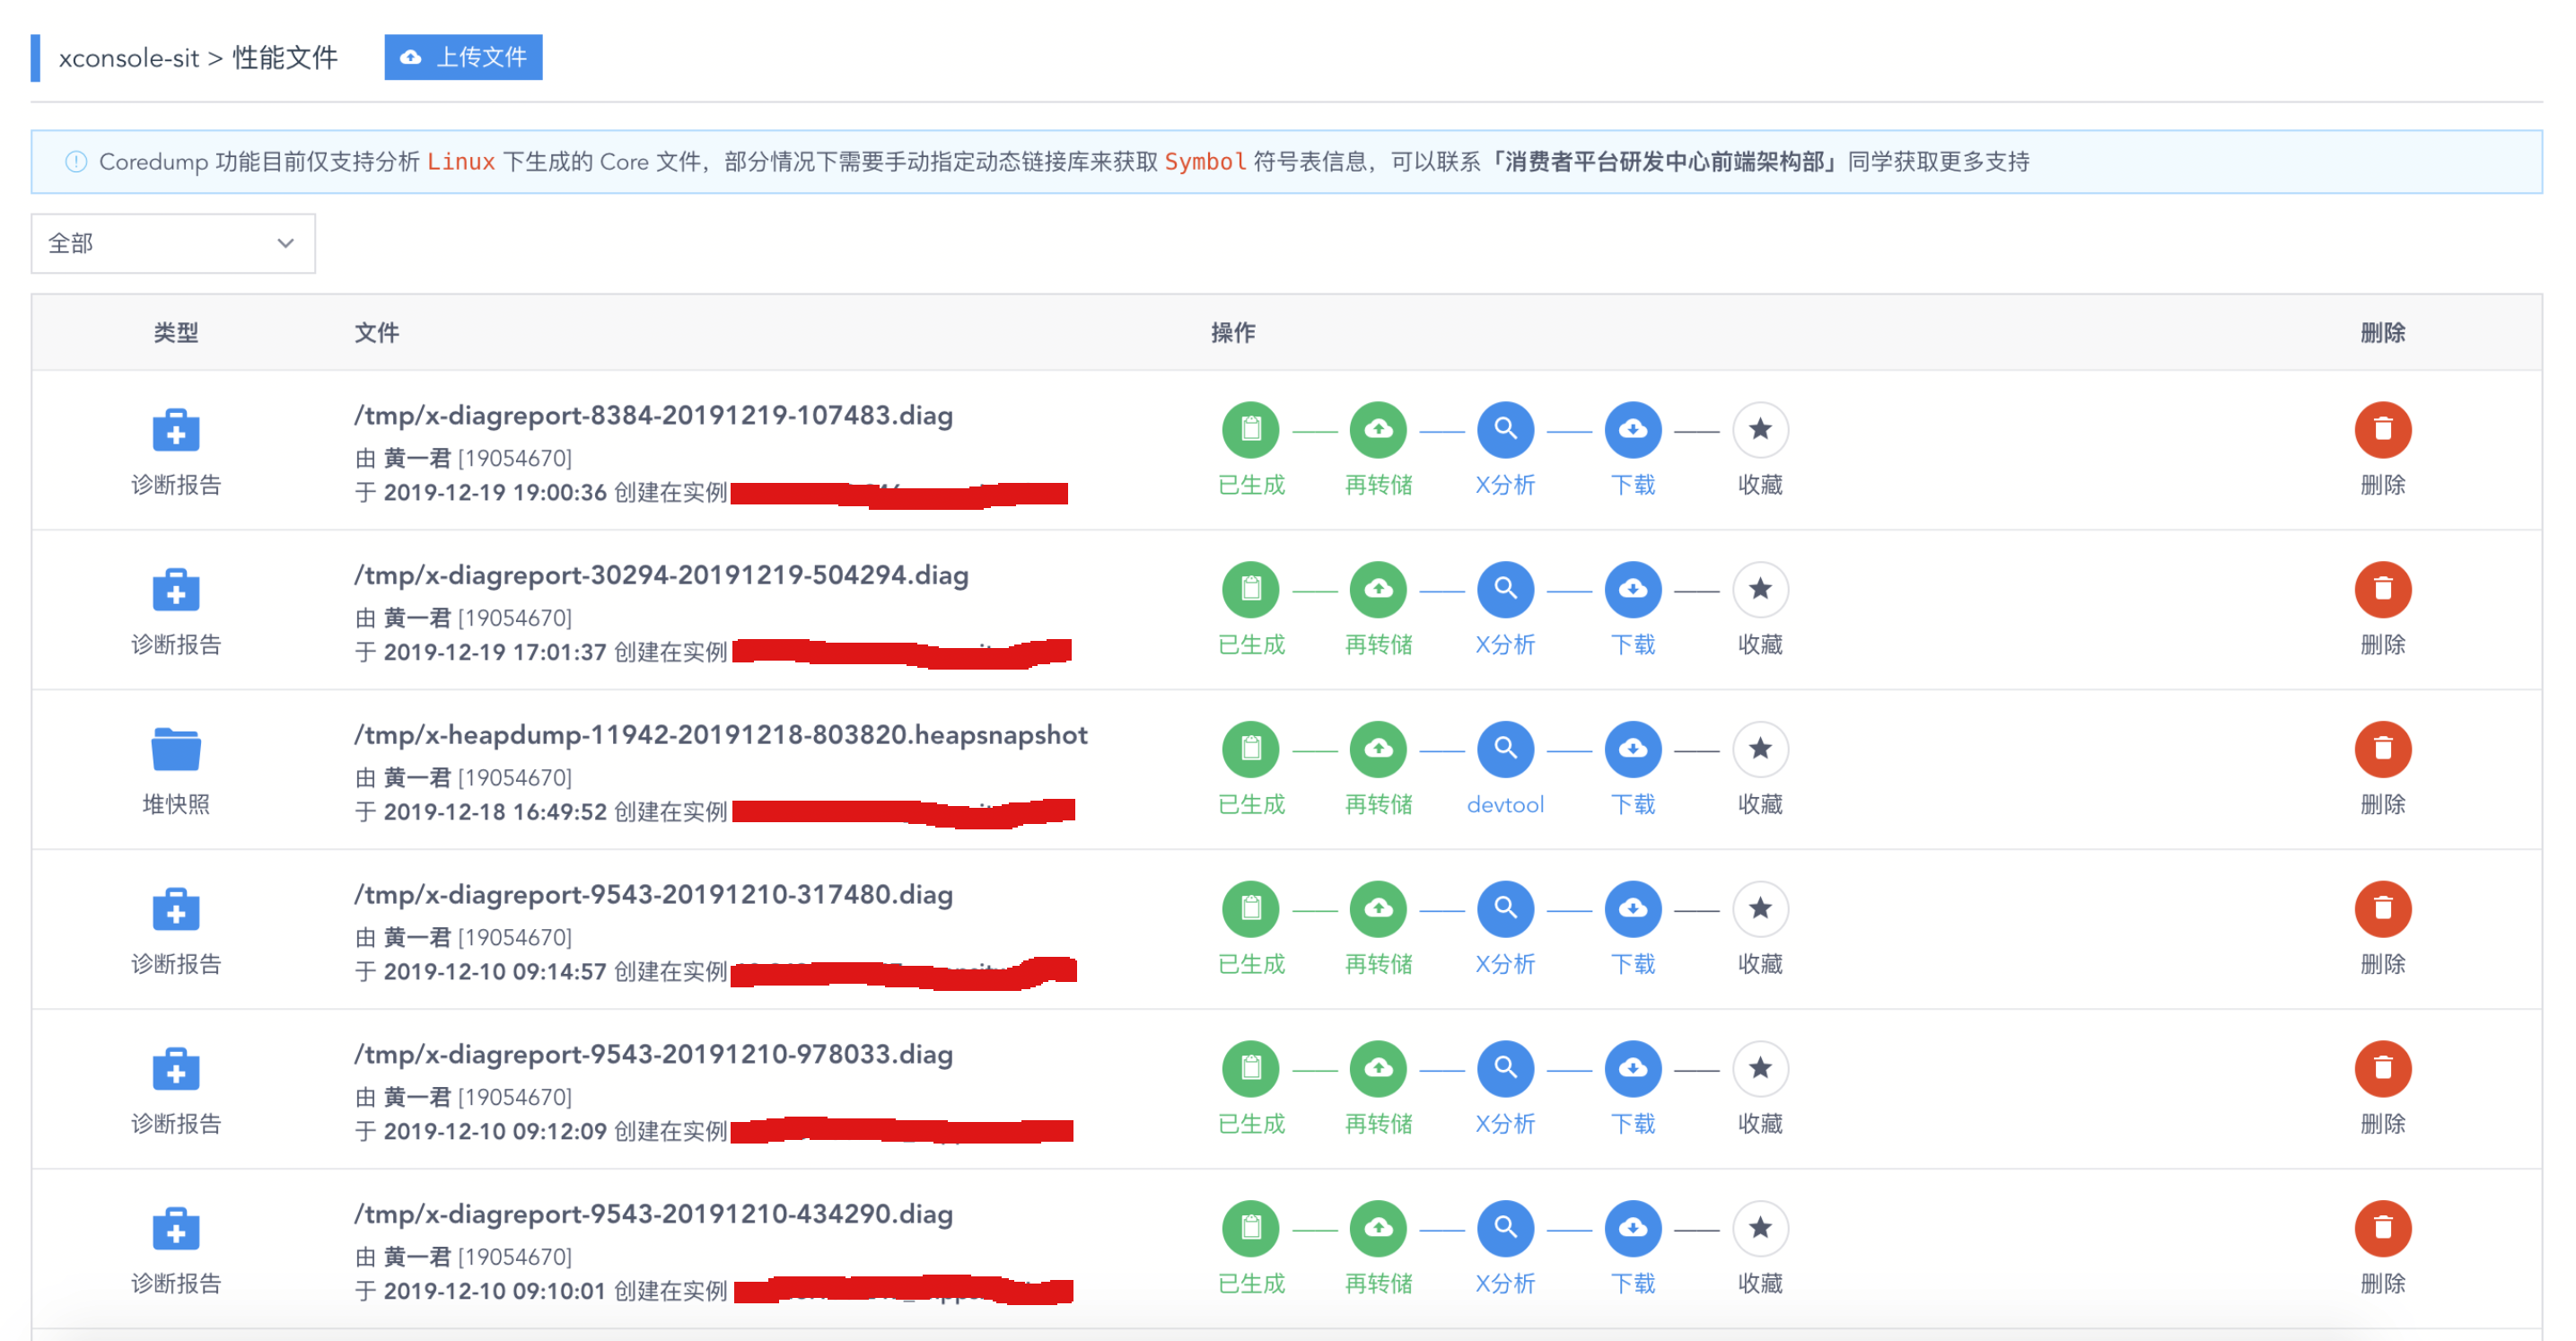 xconsole-sit > 性能文件
上传文件
Coredump 功能目前仅支持分析 Linux 下生成的 Core 文件，部分情况下需要手动指定动态链接库来获取 Symbol 符号表信息，可以联系「消费者平台研发中心前端架构部」同学获取更多支持
全部
类型 文件 操作 删除
/tmp/x-diagreport-8384-20191219-107483.diag
由 黄一君 [19054670]
于 2019-12-19 19:00:36 创建在实例
诊断报告 已生成 再转储 X分析 下载 收藏 删除
/tmp/x-diagreport-30294-20191219-504294.diag
由 黄一君 [19054670]
于 2019-12-19 17:01:37 创建在实例
诊断报告 已生成 再转储 X分析 下载 收藏 删除
/tmp/x-heapdump-11942-20191218-803820.heapsnapshot
由 黄一君 [19054670]
于 2019-12-18 16:49:52 创建在实例
堆快照 已生成 再转储 devtool 下载 收藏 删除
/tmp/x-diagreport-9543-20191210-317480.diag
由 黄一君 [19054670]
于 2019-12-10 09:14:57 创建在实例
诊断报告 已生成 再转储 X分析 下载 收藏 删除
/tmp/x-diagreport-9543-20191210-978033.diag
由 黄一君 [19054670]
于 2019-12-10 09:12:09 创建在实例
诊断报告 已生成 再转储 X分析 下载 收藏 删除
/tmp/x-diagreport-9543-20191210-434290.diag
由 黄一君 [19054670]
于 2019-12-10 09:10:01 创建在实例
诊断报告 已生成 再转储 X分析 下载 收藏 删除